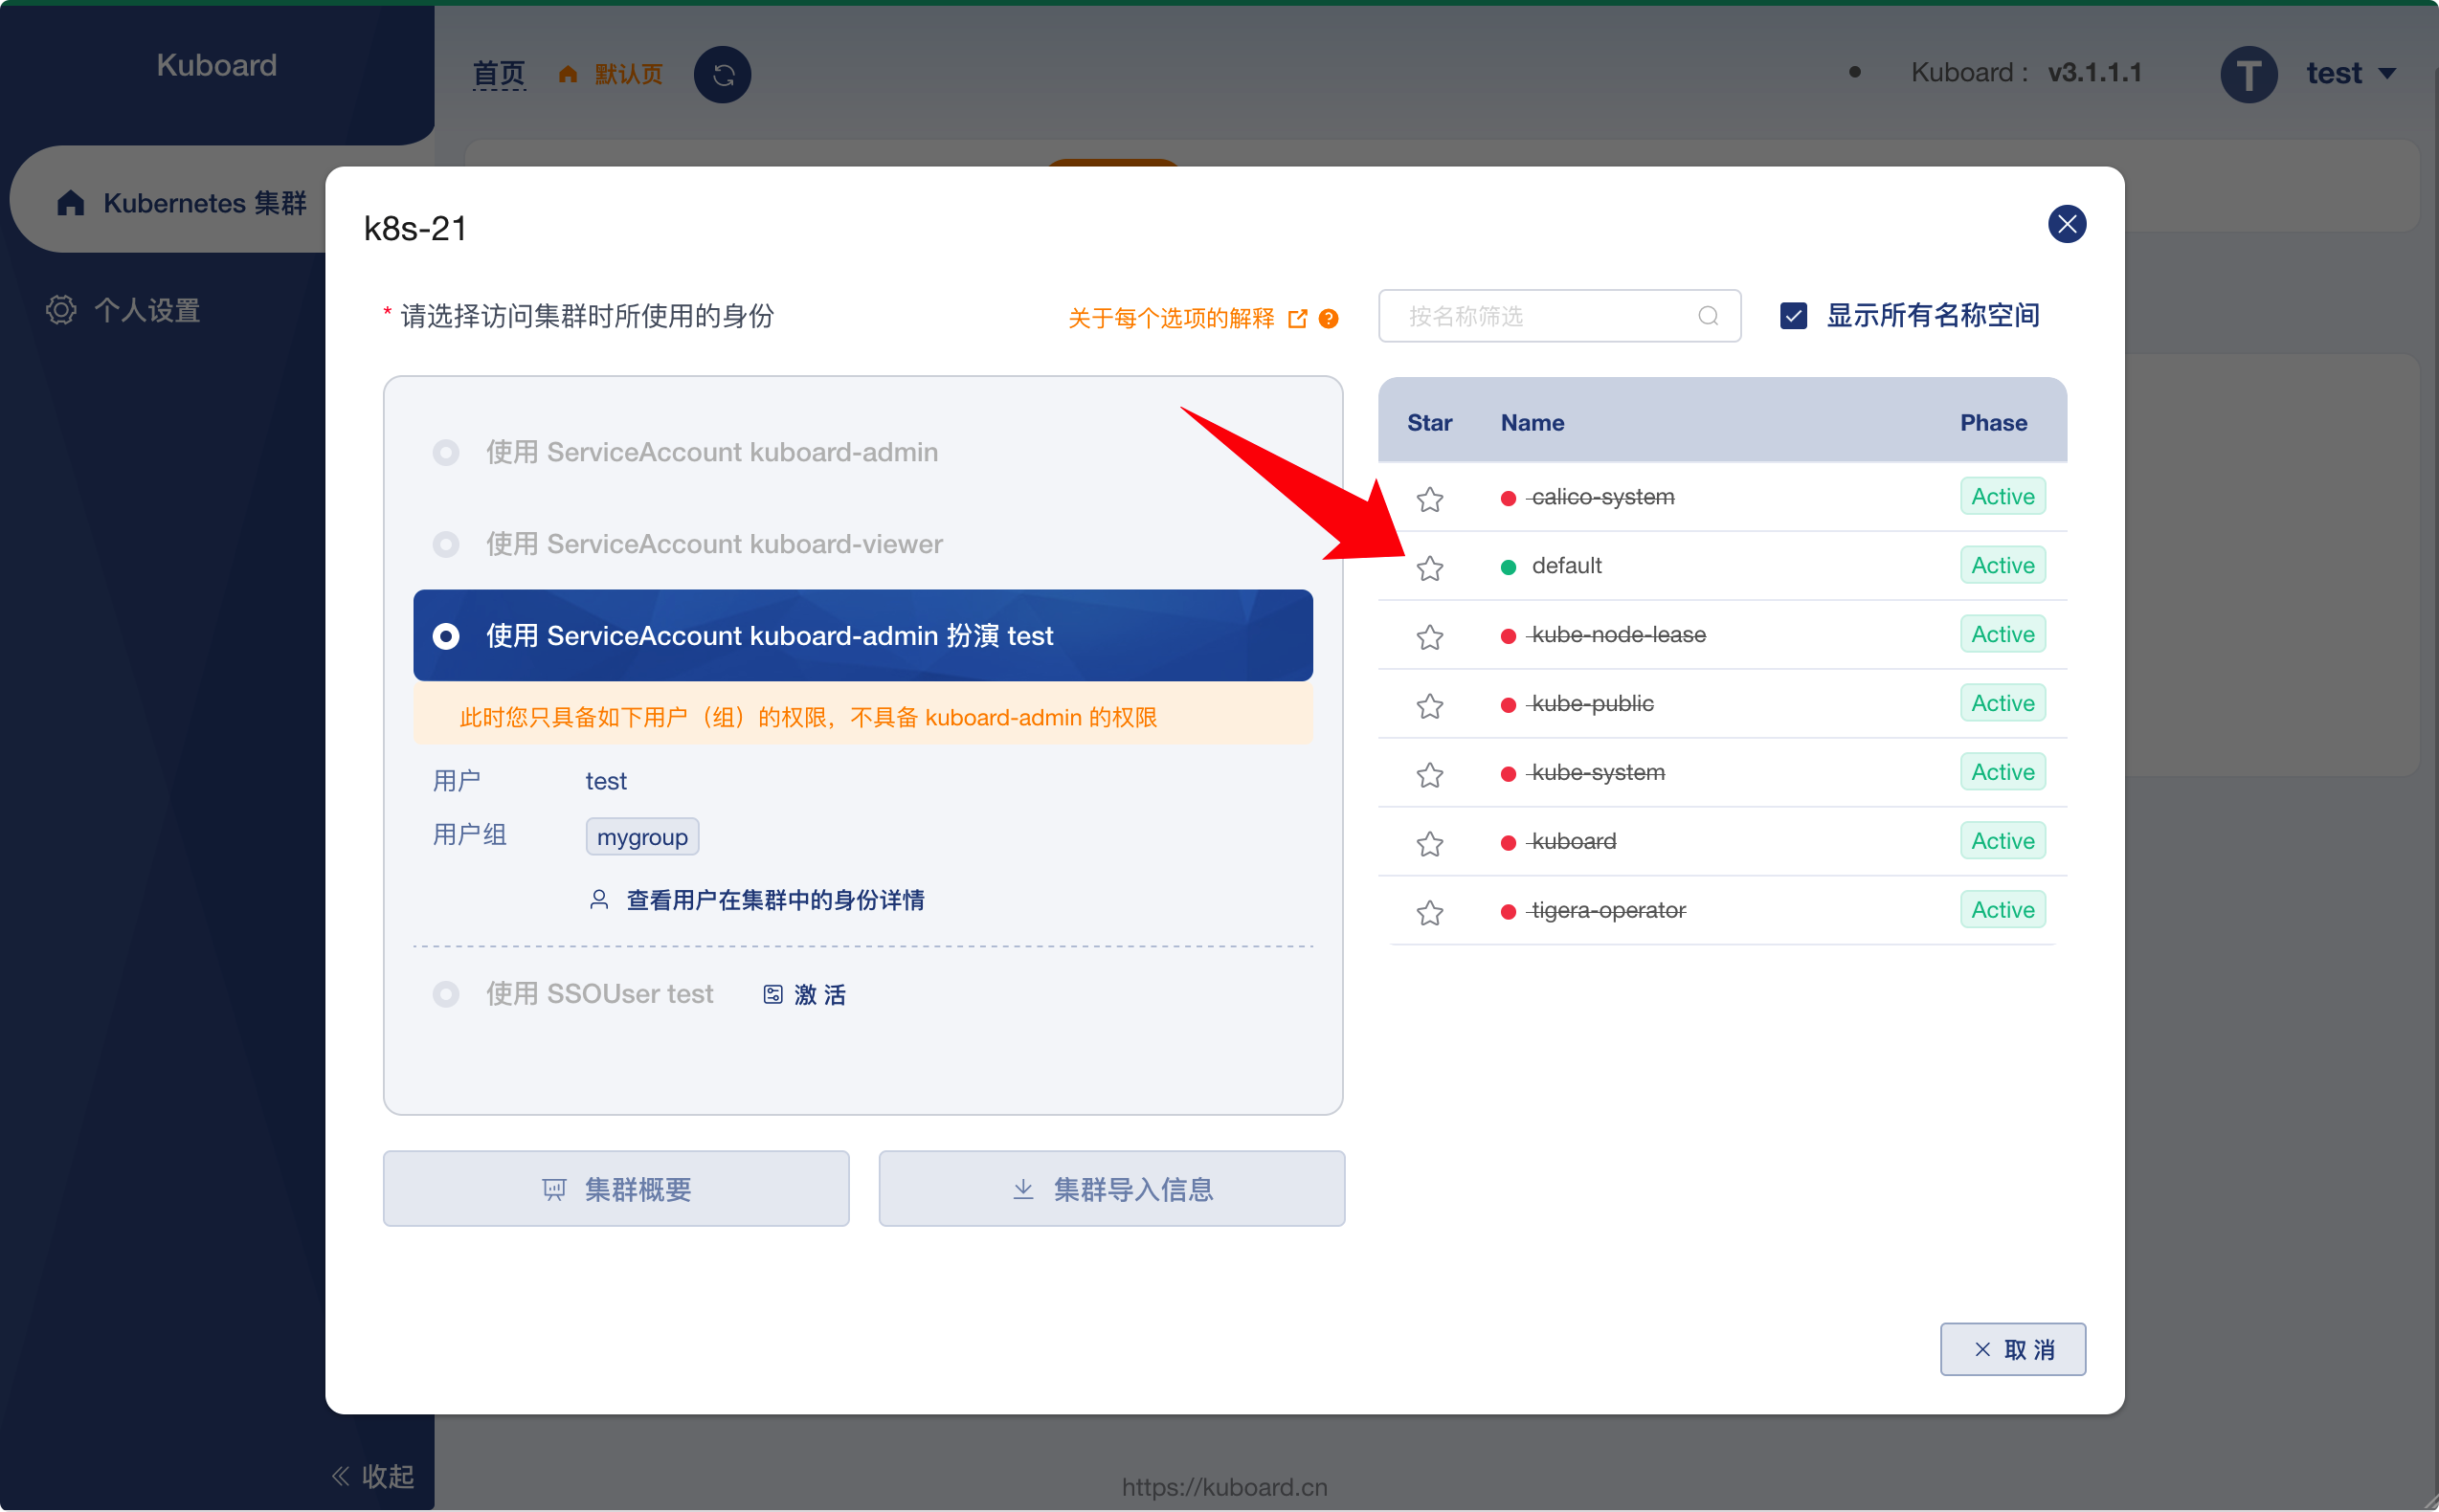 Kuboard
首页 默认页
Kuboard : v3.1.1.1
T test
Kubernetes 集群
个人设置
k8s-21
* 请选择访问集群时所使用的身份
关于每个选项的解释 ?
按名称筛选
显示所有名称空间
使用 ServiceAccount kuboard-admin
使用 ServiceAccount kuboard-viewer
使用 ServiceAccount kuboard-admin 扮演 test
此时您只具备如下用户（组）的权限，不具备 kuboard-admin 的权限
用户 test
用户组 mygroup
查看用户在集群中的身份详情
使用 SSOUser test 激 活
集群概要
集群导入信息
Star Name Phase
calico-system Active
default Active
kube-node-lease Active
kube-public Active
kube-system Active
kuboard Active
tigera-operator Active
取 消
收起
https://kuboard.cn